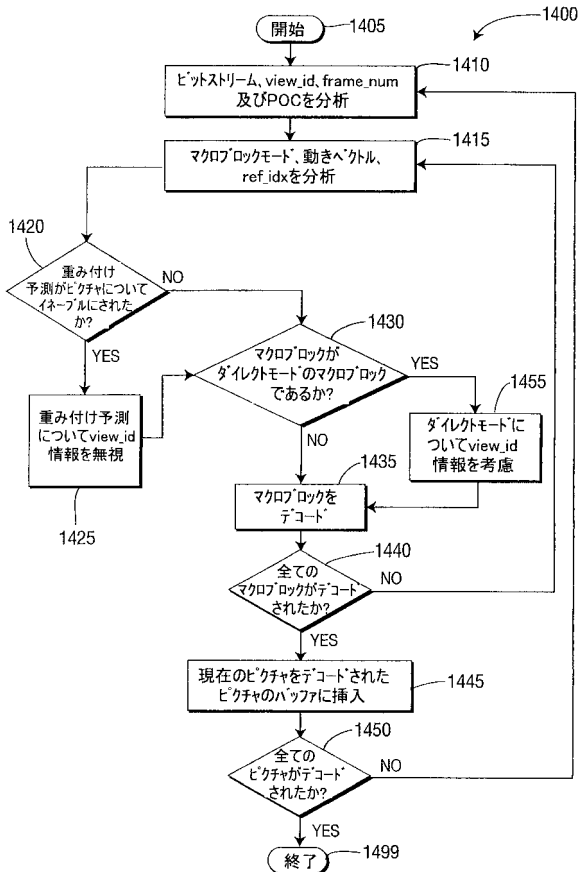 1400
開始
1405
1410
ビットストリーム、view_id、frame_num
及びPOCを分析
1415
マクロブロックモード、動きベクトル、
ref_idxを分析
1420
重み付け
予測がピクチャについて
イネーブルにされた
か?
NO
YES
1430
マクロブロックが
ダイレクトモードのマクロブロック
であるか?
YES
NO
1455
ダイレクトモードに
ついてview_id
情報を考慮
重み付け予測
についてview_id
情報を無視
1425
1435
マクロブロックを
デコード
1440
全ての
マクロブロックがデコード
されたか?
NO
YES
現在のピクチャをデコードされた
ピクチャのバッファに挿入
1445
1450
全ての
ピクチャがデコード
されたか?
NO
YES
終了
1499